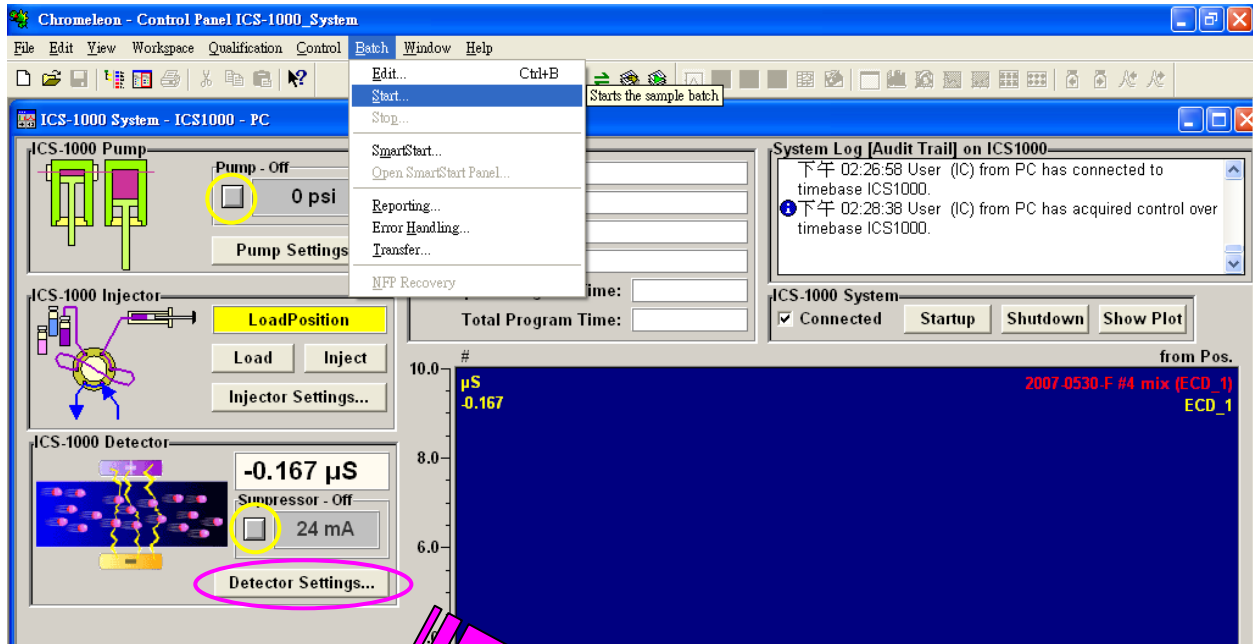 Chromeleon - Control Panel ICS-1000_System
File Edit View Workspace Qualification Control Batch Window Help
Edit... Ctrl+B
Start...
Starts the sample batch
Stop...
SmartStart...
Open SmartStart Panel...
Reporting...
Error Handling...
Transfer...
NFP Recovery
ICS-1000 System - ICS1000 - PC
ICS-1000 Pump
Pump - Off
0 psi
Pump Settings
ICS-1000 Injector
LoadPosition
Load Inject
Injector Settings...
ICS-1000 Detector
-0.167 µS
Suppressor - Off
24 mA
Detector Settings...
Time:
Total Program Time:
System Log [Audit Trail] on ICS1000
下午 02:26:58 User (IC) from PC has connected to
timebase ICS1000.
下午 02:28:38 User (IC) from PC has acquired control over
timebase ICS1000.
ICS-1000 System
Connected Startup Shutdown Show Plot
# from Pos.
10.0
µS 2007-0530-F #4 mix (ECD_1)
-0.167 ECD_1
8.0
6.0